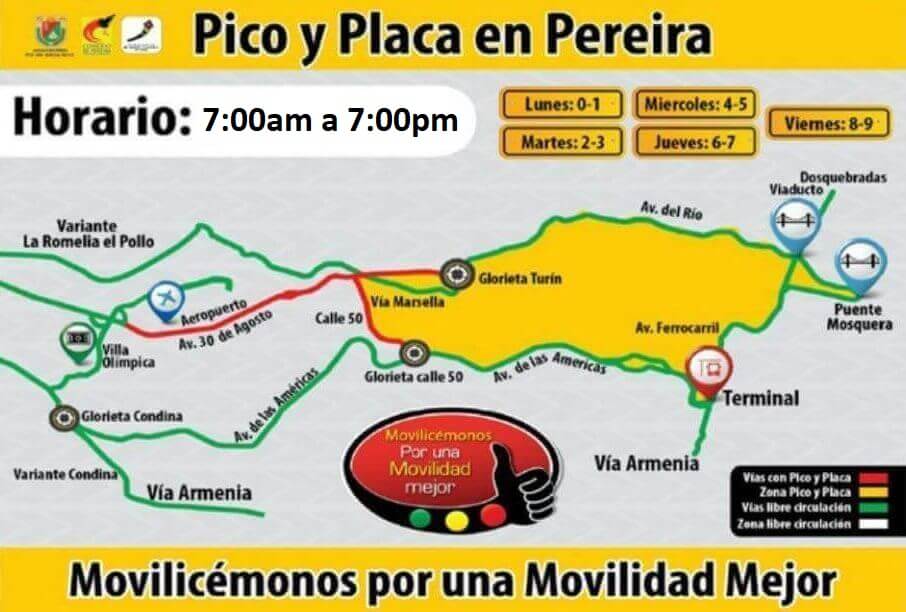 Pico y Placa en Pereira
Horario: 7:00am a 7:00pm
Lunes: 0-1
Miercoles: 4-5
Viernes: 8-9
Martes: 2-3
Jueves: 6-7
Dosquebradas
Viaducto
Av. del Río
Variante
La Romelia el Pollo
Glorieta Turín
Vía Marsella
Aeropuerto
Av. 30 de Agosto
Calle 50
Puente
Mosquera
Av. Ferrocarril
Villa
Olímpica
Av. de las Americas
Glorieta calle 50
Terminal
Glorieta Condina
Av. de las Américas
Movilicémonos
Por una
Movilidad
mejor
Vía Armenia
Variante Condina
Vía Armenia
Vías con Pico y Placa
Zona Pico y Placa
Vías libre circulación
Zona libre circulación
Movilicémonos por una Movilidad Mejor